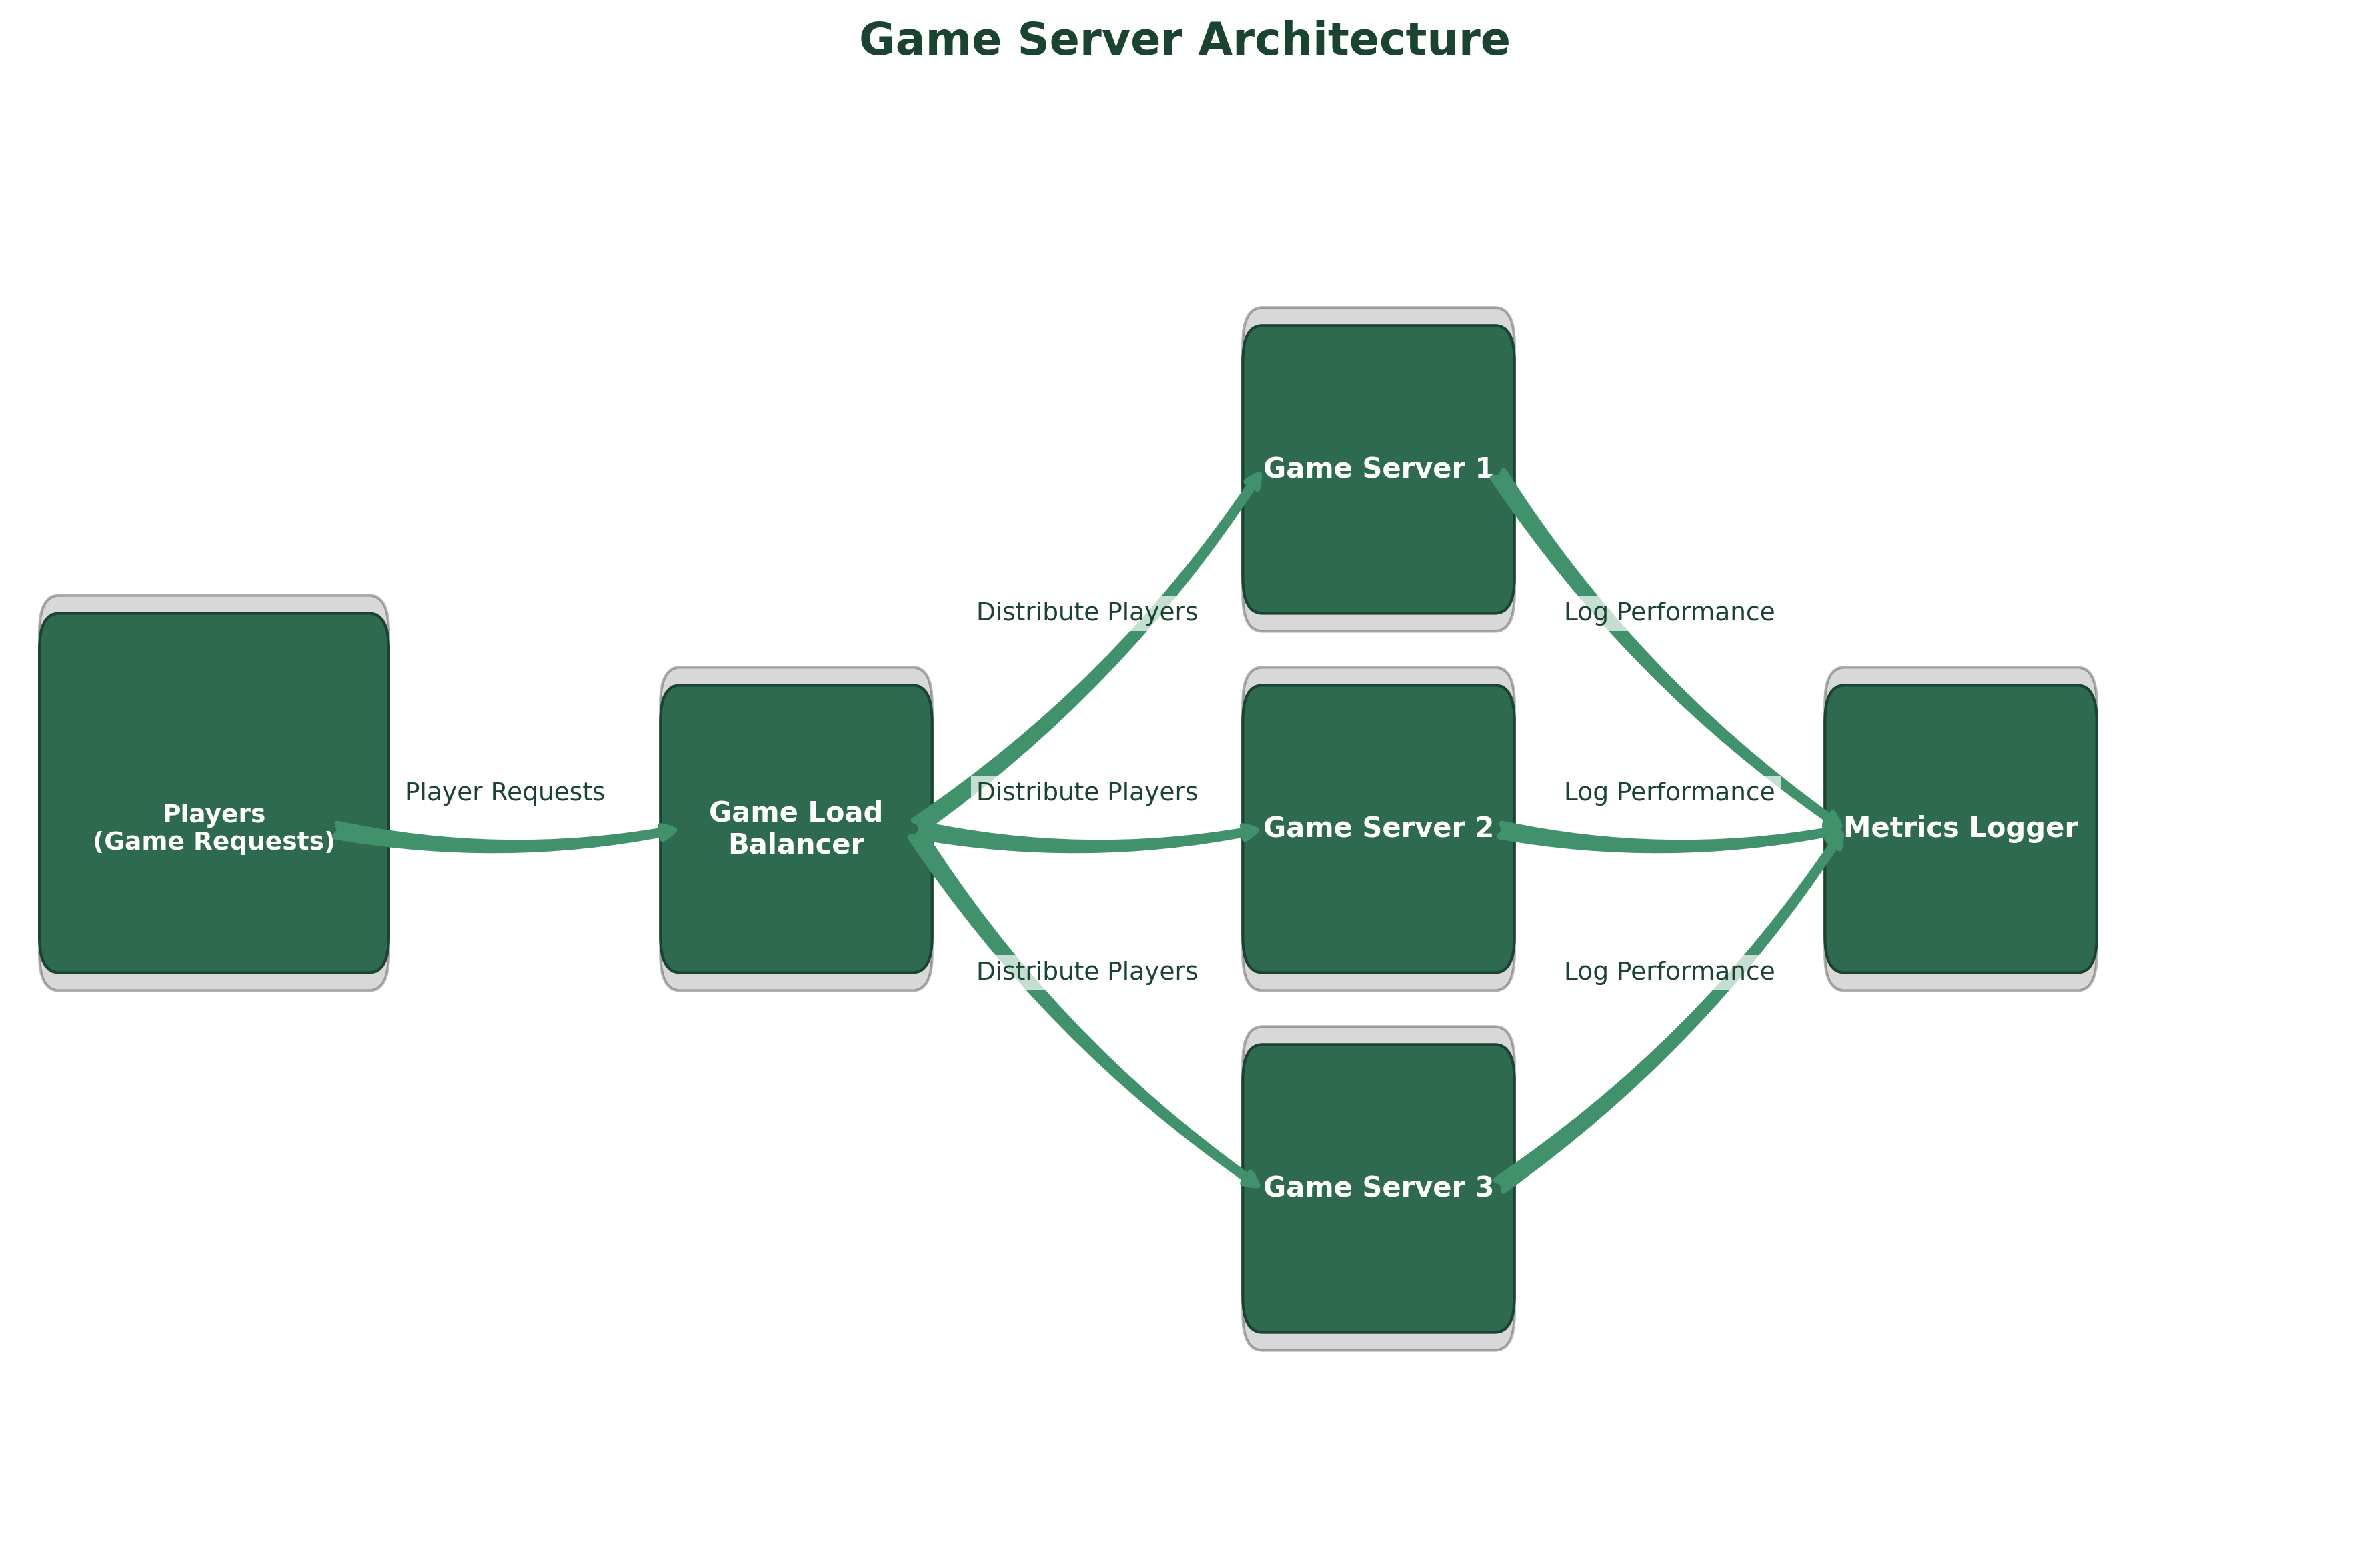 Game Server Architecture
Players
(Game Requests)
Player Requests
Game Load
Balancer
Distribute Players
Distribute Players
Distribute Players
Game Server 1
Game Server 2
Game Server 3
Log Performance
Log Performance
Log Performance
Metrics Logger